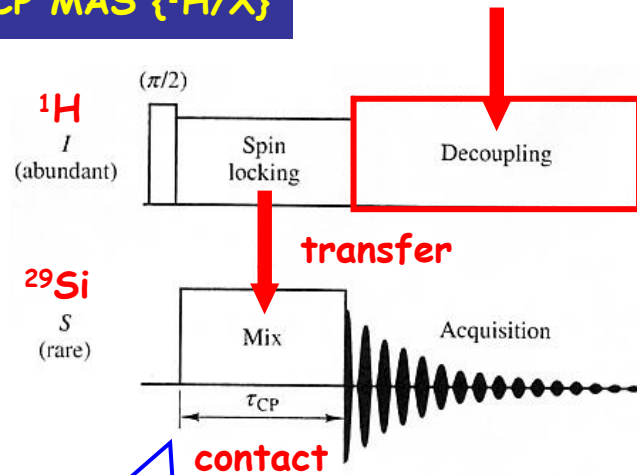 CP MAS {¹H/X}
(π/2)
¹H
I
(abundant)
Spin
locking
Decoupling
transfer
²⁹Si
S
(rare)
Mix
Acquisition
τCP
contact